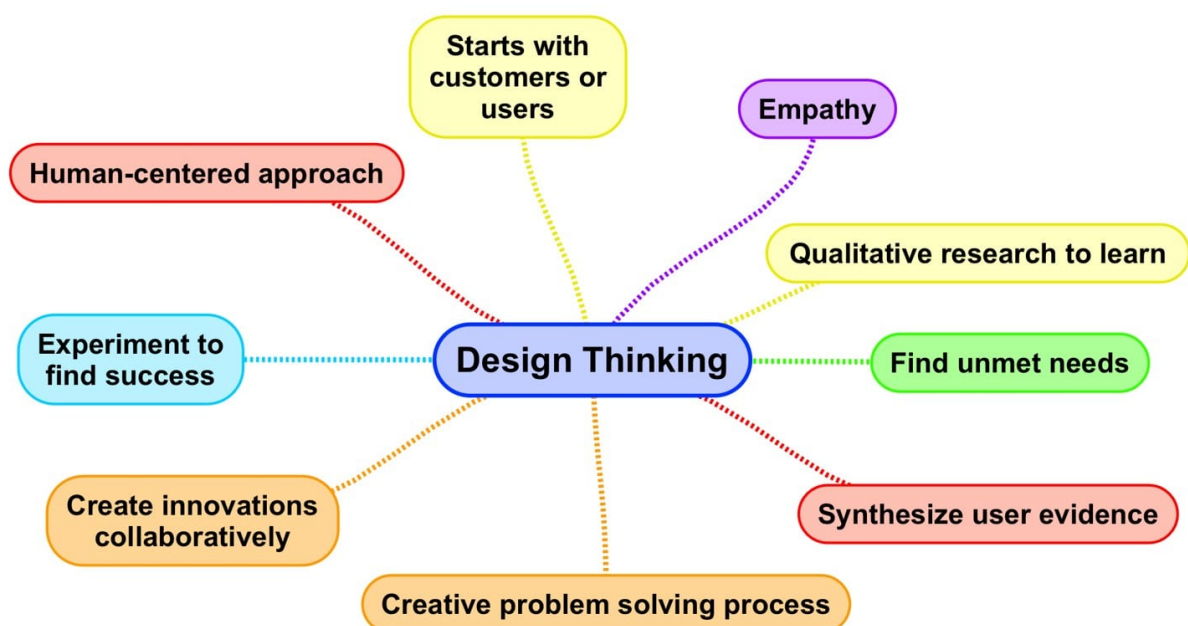 Starts with
customers or
users
Empathy
Human-centered approach
Qualitative research to learn
Experiment to
find success
Design Thinking
Find unmet needs
Create innovations
collaboratively
Synthesize user evidence
Creative problem solving process